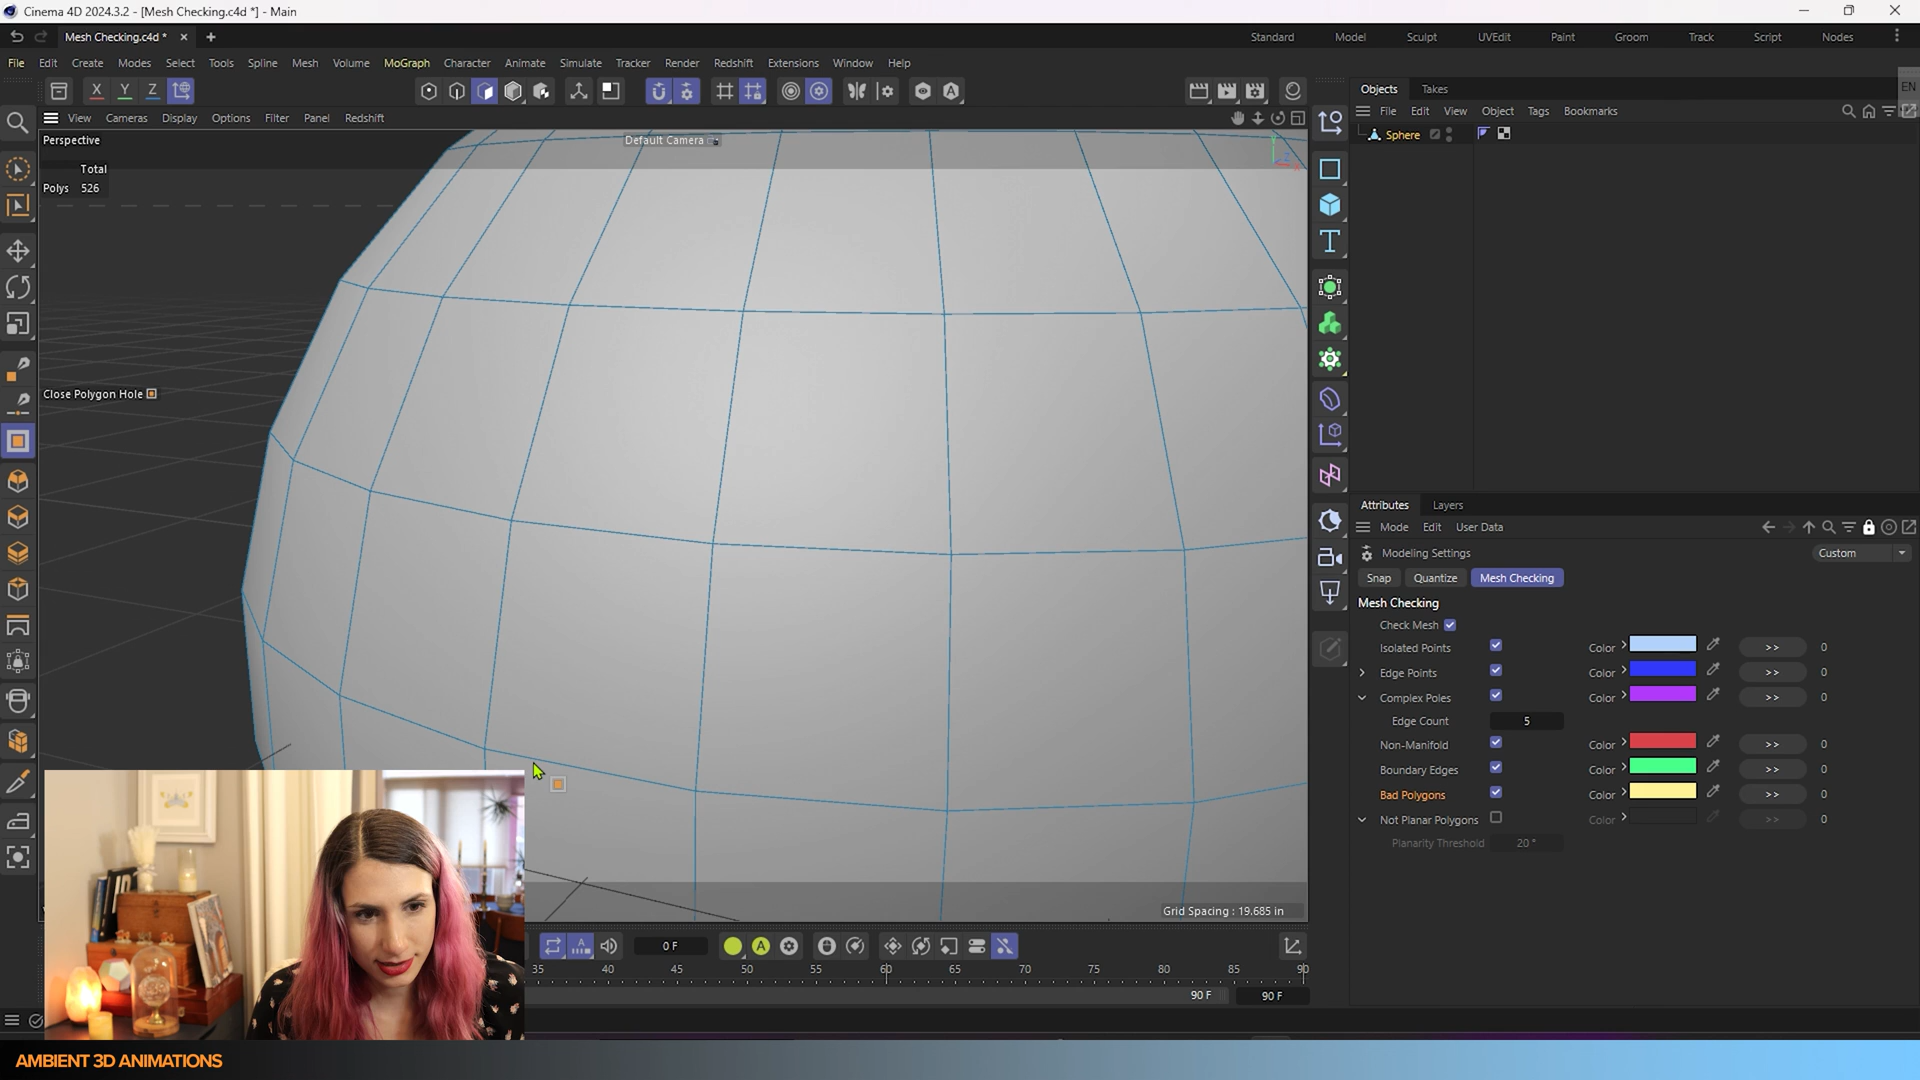 Cinema 4D 2024.3.2 - [Mesh Checking.c4d *] - Main
Mesh Checking.c4d *
Standard Model Sculpt UVEdit Paint Groom Track Script Nodes
File Edit Create Modes Select Tools Spline Mesh Volume MoGraph Character Animate Simulate Tracker Render Redshift Extensions Window Help
X Y Z
Objects Takes
EN
View Cameras Display Options Filter Panel Redshift
File Edit View Object Tags Bookmarks
Perspective
Default Camera
Sphere
Total
Polys 526
Close Polygon Hole
Attributes Layers
Mode Edit User Data
Modeling Settings
Custom
Snap Quantize Mesh Checking
Mesh Checking
Check Mesh
Isolated Points Color >> 0
Edge Points Color >> 0
Complex Poles Color >> 0
Edge Count 5
Non-Manifold Color >> 0
Boundary Edges Color >> 0
Bad Polygons Color >> 0
Not Planar Polygons Color >> 0
Planarity Threshold 20 °
Grid Spacing : 19.685 in
0 F
35 40 45 50 55 60 65 70 75 80 85 90
90 F 90 F
AMBIENT 3D ANIMATIONS